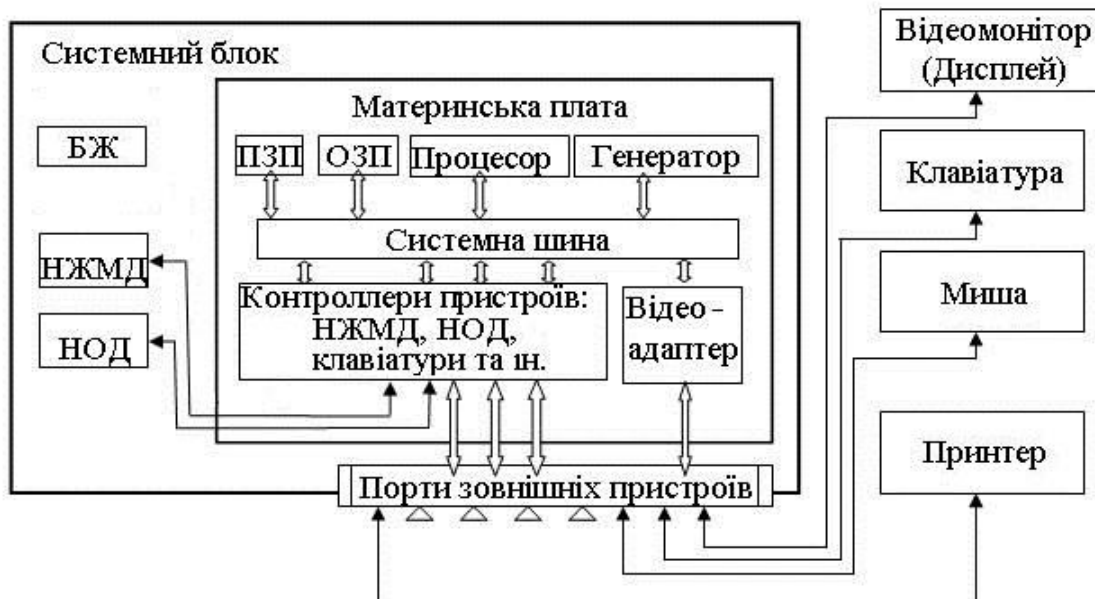 Системний блок
Материнська плата
БЖ
ПЗП
ОЗП
Процесор
Генератор
Системна шина
НЖМД
НОД
Контроллери пристроїв:
НЖМД, НОД,
клавіатури та ін.
Відео -
адаптер
Порти зовнішніх пристроїв
Відеомонітор
(Дисплей)
Клавіатура
Миша
Принтер